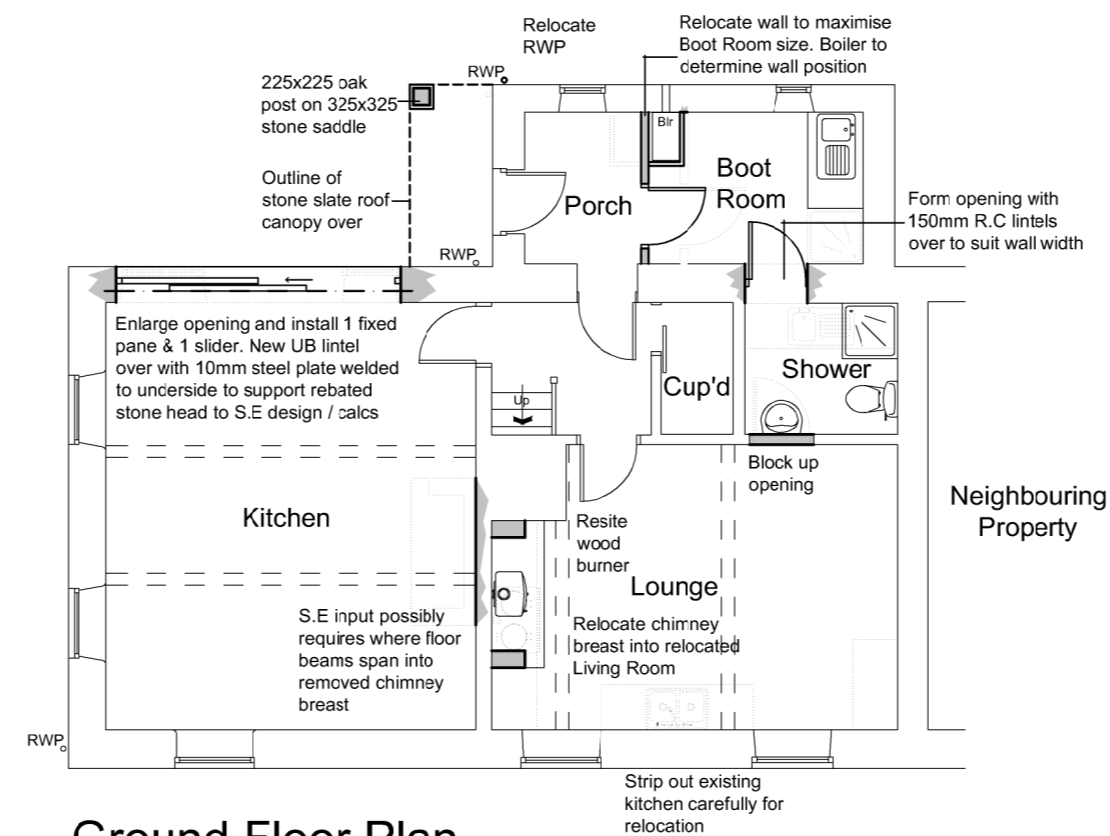 Relocate
RWP
Relocate wall to maximise
Boot Room size. Boiler to
determine wall position
RWP
225x225 oak
post on 325x325
stone saddle
Blr
Outline of
stone slate roof
canopy over
Boot
Room
Porch
Form opening with
150mm R.C lintels
over to suit wall width
RWP
Enlarge opening and install 1 fixed
pane & 1 slider. New UB lintel
over with 10mm steel plate welded
to underside to support rebated
stone head to S.E design / calcs
Up
Cup'd
Shower
Block up
opening
Neighbouring
Property
Kitchen
Resite
wood
burner
Lounge
S.E input possibly
requires where floor
beams span into
removed chimney
breast
Relocate chimney
breast into relocated
Living Room
RWP
Strip out existing
kitchen carefully for
relocation
Ground Floor Plan